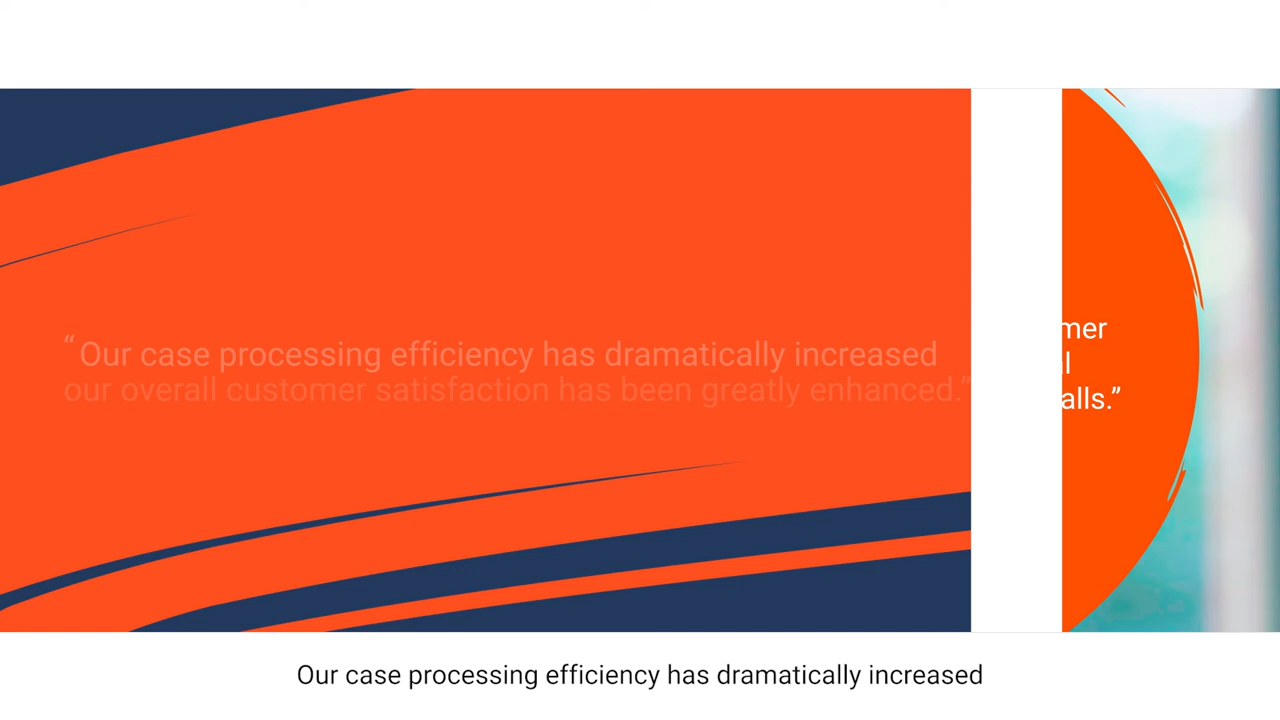 “Our case processing efficiency has dramatically increased
our overall customer satisfaction has been greatly enhanced.”
mer
al
alls.”
Our case processing efficiency has dramatically increased